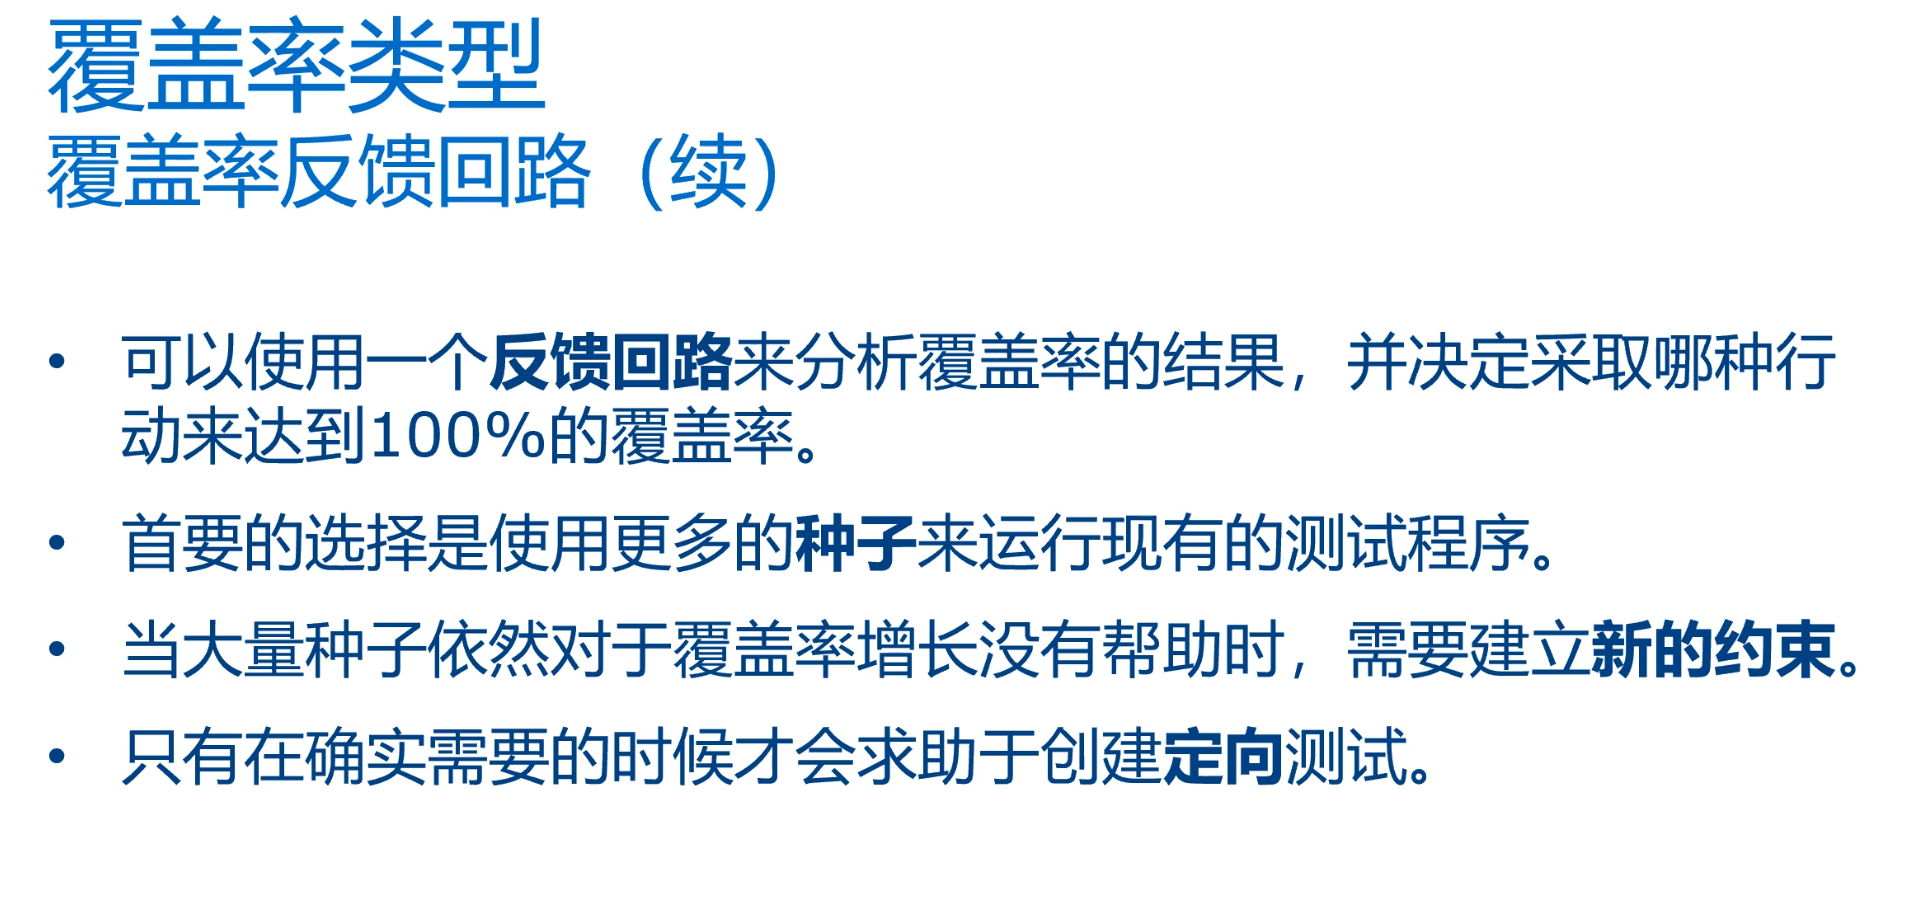 覆盖率类型
覆盖率反馈回路（续）
• 可以使用一个反馈回路来分析覆盖率的结果，并决定采取哪种行
动来达到100%的覆盖率。
• 首要的选择是使用更多的种子来运行现有的测试程序。
• 当大量种子依然对于覆盖率增长没有帮助时，需要建立新的约束。
• 只有在确实需要的时候才会求助于创建定向测试。